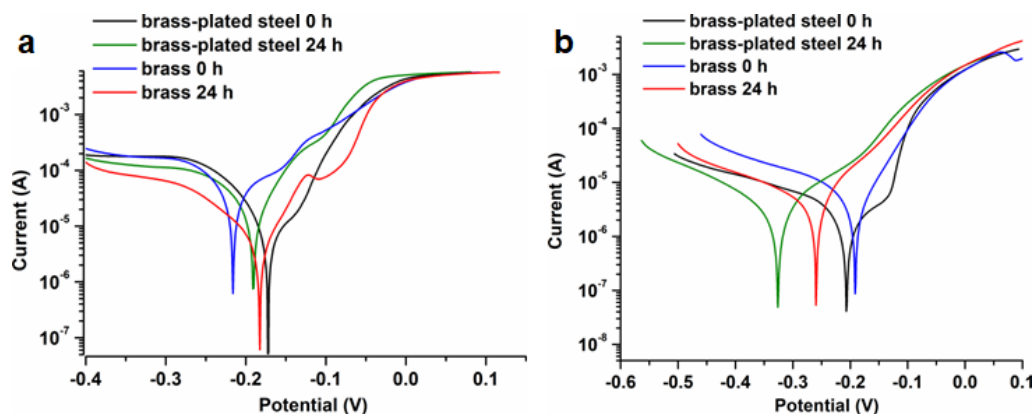 a
brass-plated steel 0 h
brass-plated steel 24 h
brass 0 h
brass 24 h
10⁻³
10⁻⁴
10⁻⁵
10⁻⁶
10⁻⁷
Current (A)
-0.4 -0.3 -0.2 -0.1 0.0 0.1
Potential (V)
b
brass-plated steel 0 h
brass-plated steel 24 h
brass 0 h
brass 24 h
10⁻³
10⁻⁴
10⁻⁵
10⁻⁶
10⁻⁷
10⁻⁸
Current (A)
-0.6 -0.5 -0.4 -0.3 -0.2 -0.1 0.0 0.1
Potential (V)